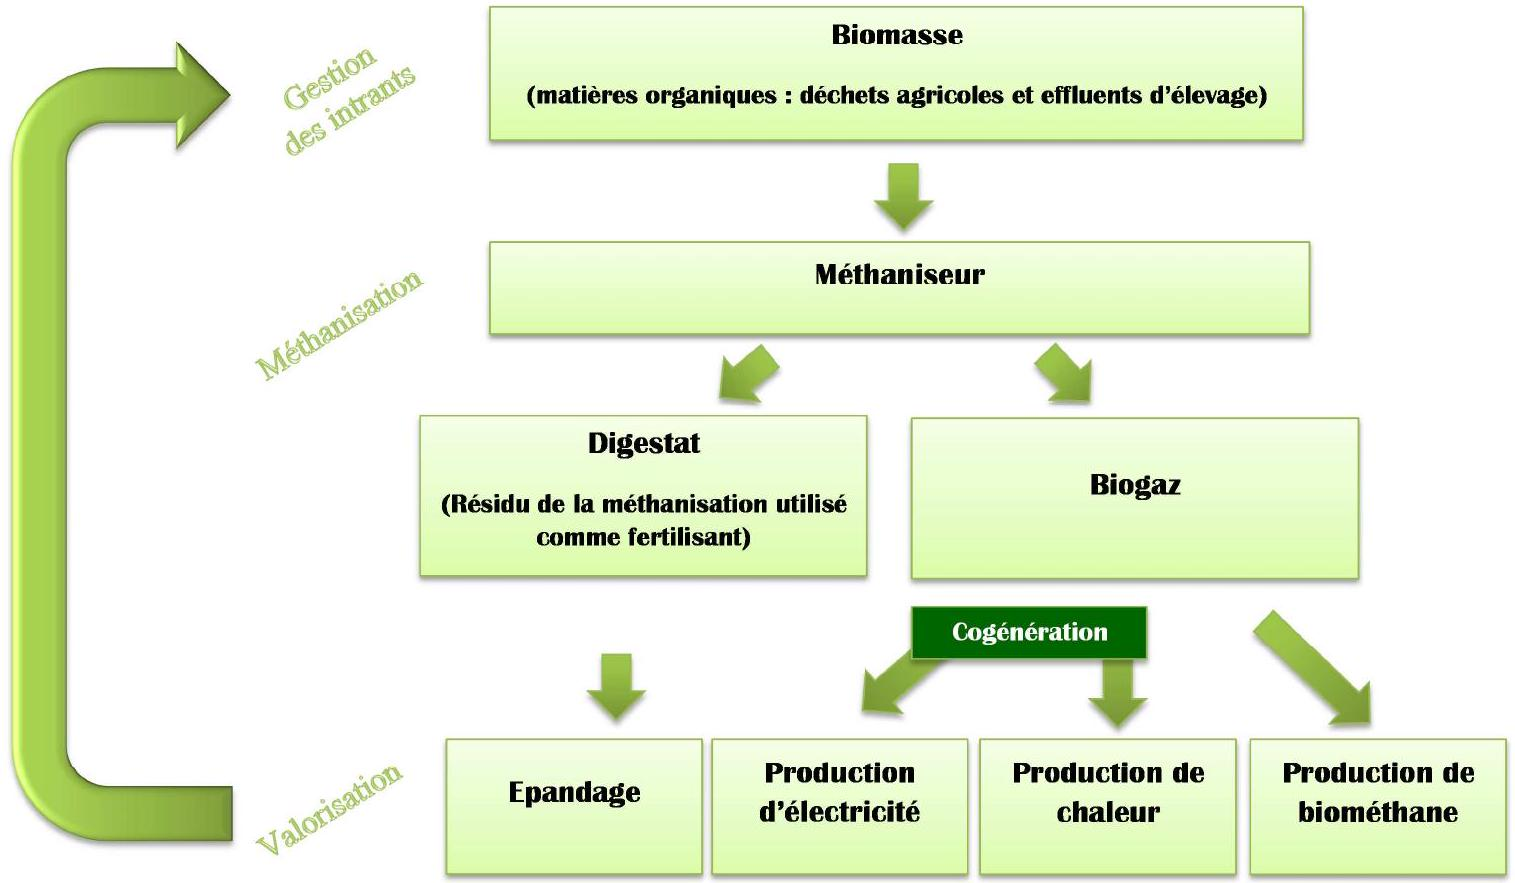 Gestion
des intrants
Biomasse
(matières organiques : déchets agricoles et effluents d'élevage)
Méthanisation
Méthaniseur
Digestat
(Résidu de la méthanisation utilisé
comme fertilisant)
Biogaz
Cogénération
Valorisation
Epandage
Production
d'électricité
Production de
chaleur
Production de
biométhane